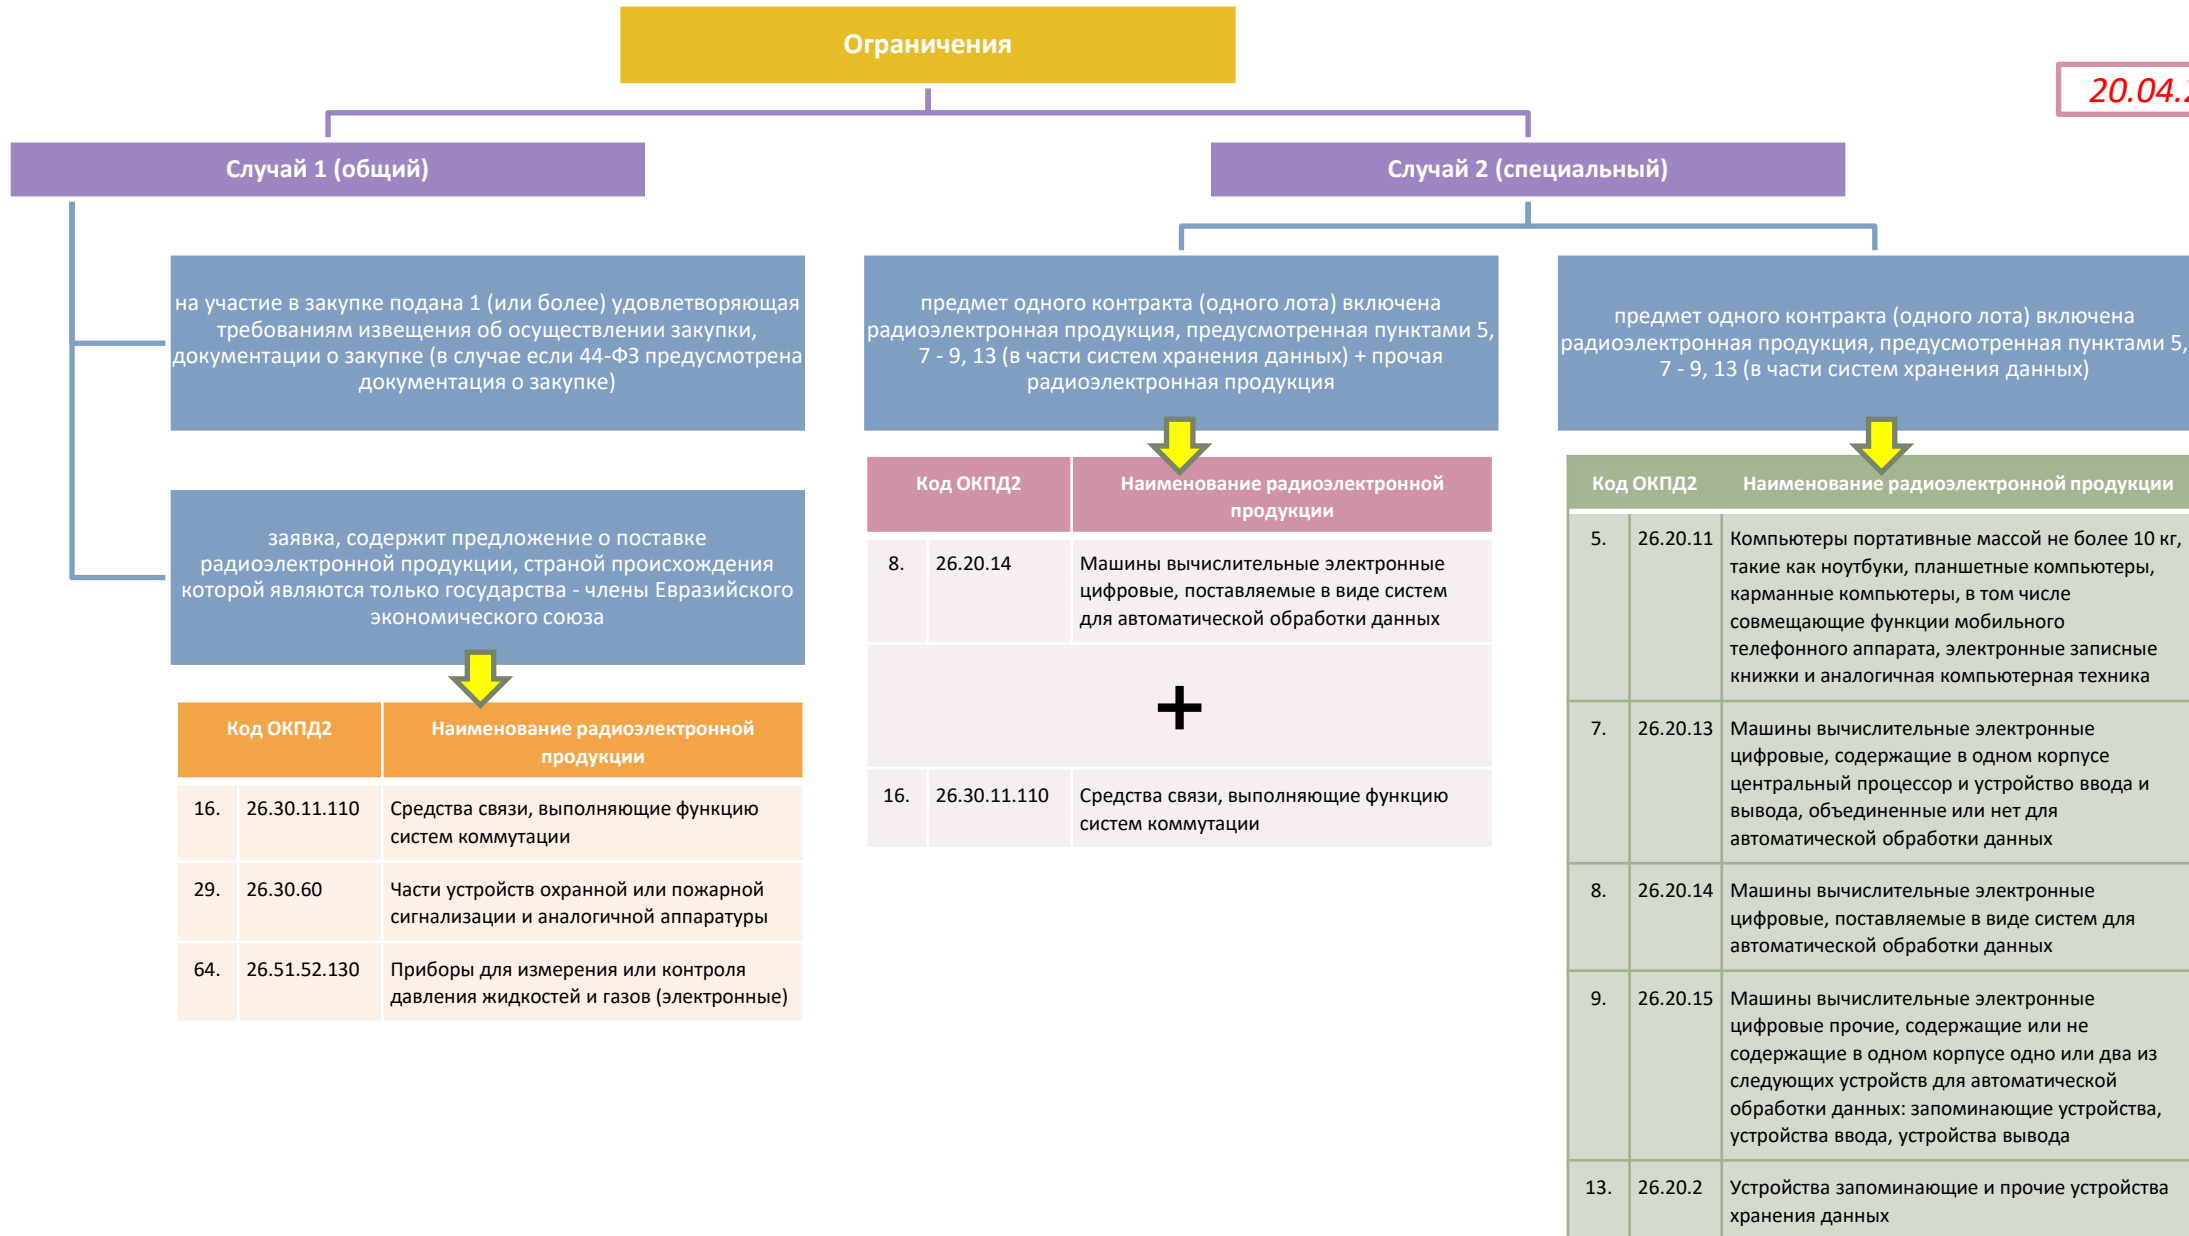 Ограничения
20.04.2
Случай 1 (общий)
Случай 2 (специальный)
на участие в закупке подана 1 (или более) удовлетворяющая
требованиям извещения об осуществлении закупки,
документации о закупке (в случае если 44-ФЗ предусмотрена
документация о закупке)
заявка, содержит предложение о поставке
радиоэлектронной продукции, страной происхождения
которой являются только государства - члены Евразийского
экономического союза
Код ОКПД2
Наименование радиоэлектронной
продукции
16. 26.30.11.110 Средства связи, выполняющие функцию
систем коммутации
29. 26.30.60 Части устройств охранной или пожарной
сигнализации и аналогичной аппаратуры
64. 26.51.52.130 Приборы для измерения или контроля
давления жидкостей и газов (электронные)
предмет одного контракта (одного лота) включена
радиоэлектронная продукция, предусмотренная пунктами 5,
7 - 9, 13 (в части систем хранения данных) + прочая
радиоэлектронная продукция
Код ОКПД2
Наименование радиоэлектронной
продукции
8. 26.20.14 Машины вычислительные электронные
цифровые, поставляемые в виде систем
для автоматической обработки данных
+
16. 26.30.11.110 Средства связи, выполняющие функцию
систем коммутации
предмет одного контракта (одного лота) включена
радиоэлектронная продукция, предусмотренная пунктами 5,
7 - 9, 13 (в части систем хранения данных)
Код ОКПД2 Наименование радиоэлектронной продукции
5. 26.20.11 Компьютеры портативные массой не более 10 кг,
такие как ноутбуки, планшетные компьютеры,
карманные компьютеры, в том числе
совмещающие функции мобильного
телефонного аппарата, электронные записные
книжки и аналогичная компьютерная техника
7. 26.20.13 Машины вычислительные электронные
цифровые, содержащие в одном корпусе
центральный процессор и устройство ввода и
вывода, объединенные или нет для
автоматической обработки данных
8. 26.20.14 Машины вычислительные электронные
цифровые, поставляемые в виде систем для
автоматической обработки данных
9. 26.20.15 Машины вычислительные электронные
цифровые прочие, содержащие или не
содержащие в одном корпусе одно или два из
следующих устройств для автоматической
обработки данных: запоминающие устройства,
устройства ввода, устройства вывода
13. 26.20.2 Устройства запоминающие и прочие устройства
хранения данных